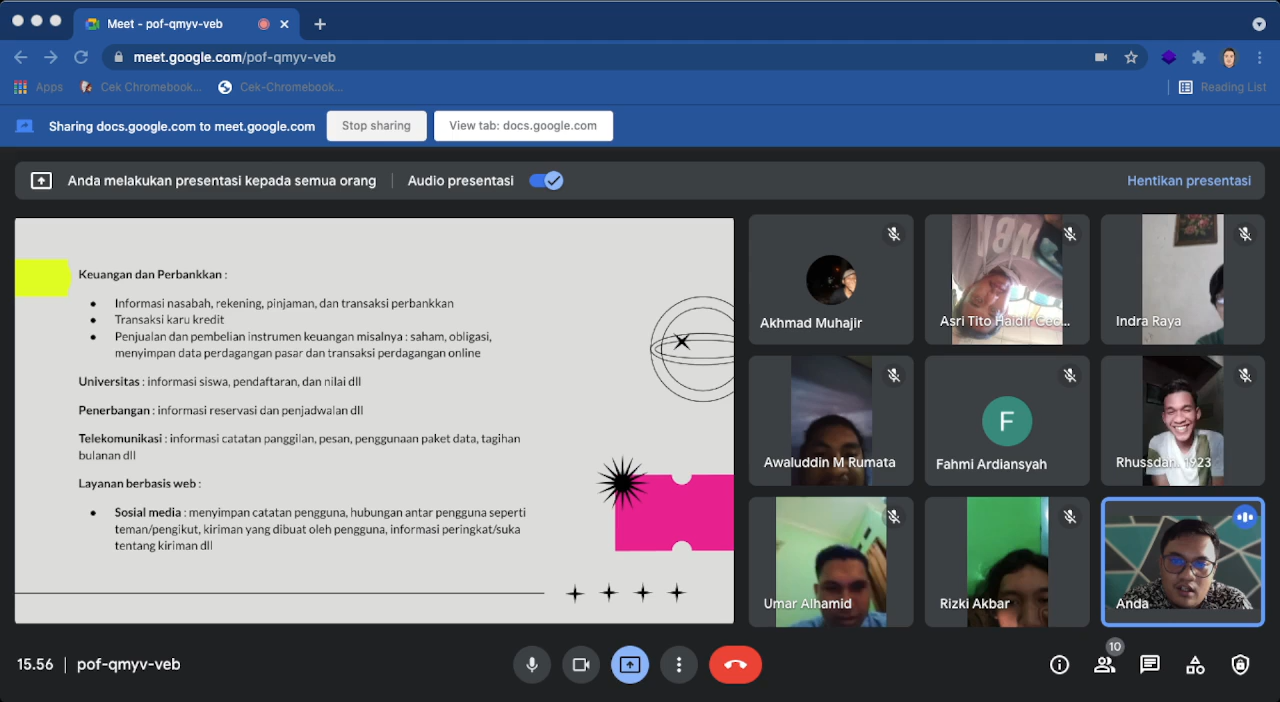 Meet - pof-qmyv-veb
meet.google.com/pof-qmyv-veb
Apps
Cek Chromebook...
Cek-Chromebook...
Reading List
Sharing docs.google.com to meet.google.com
Stop sharing
View tab: docs.google.com
Anda melakukan presentasi kepada semua orang
Audio presentasi
Hentikan presentasi
Keuangan dan Perbankkan :
● Informasi nasabah, rekening, pinjaman, dan transaksi perbankkan
● Transaksi karu kredit
● Penjualan dan pembelian instrumen keuangan misalnya : saham, obligasi,
menyimpan data perdagangan pasar dan transaksi perdagangan online
Universitas : informasi siswa, pendaftaran, dan nilai dll
Penerbangan : informasi reservasi dan penjadwalan dll
Telekomunikasi : informasi catatan panggilan, pesan, penggunaan paket data, tagihan
bulanan dll
Layanan berbasis web :
● Sosial media : menyimpan catatan pengguna, hubungan antar pengguna seperti
teman/pengikut, kiriman yang dibuat oleh pengguna, informasi peringkat/suka
tentang kiriman dll
Akhmad Muhajir
Asri Tito Haidir Cec...
Indra Raya
Awaluddin M Rumata
F
Fahmi Ardiansyah
Rhussdan. 1923
Umar Alhamid
Rizki Akbar
Anda
15.56 | pof-qmyv-veb
10